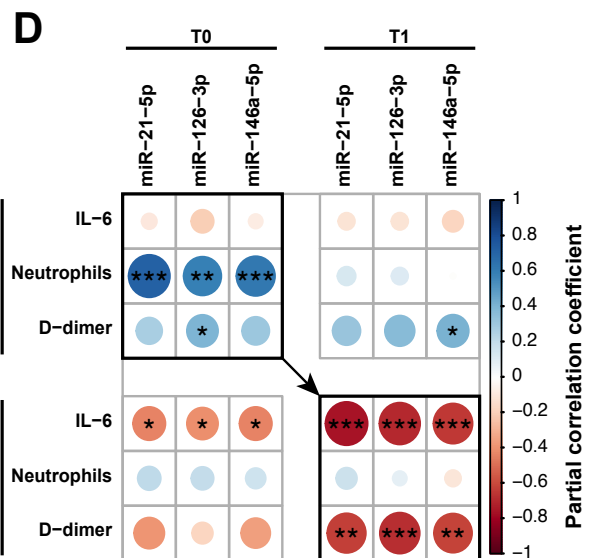 D
T0 T1
miR−21−5p miR−126−3p miR−146a−5p miR−21−5p miR−126−3p miR−146a−5p
IL−6
Neutrophils *** ** ***
D−dimer * *
IL−6 * * * *** *** ***
Neutrophils
D−dimer ** *** **
1
0.8
0.6
0.4
0.2
0
−0.2
−0.4
−0.6
−0.8
−1
Partial correlation coefficient